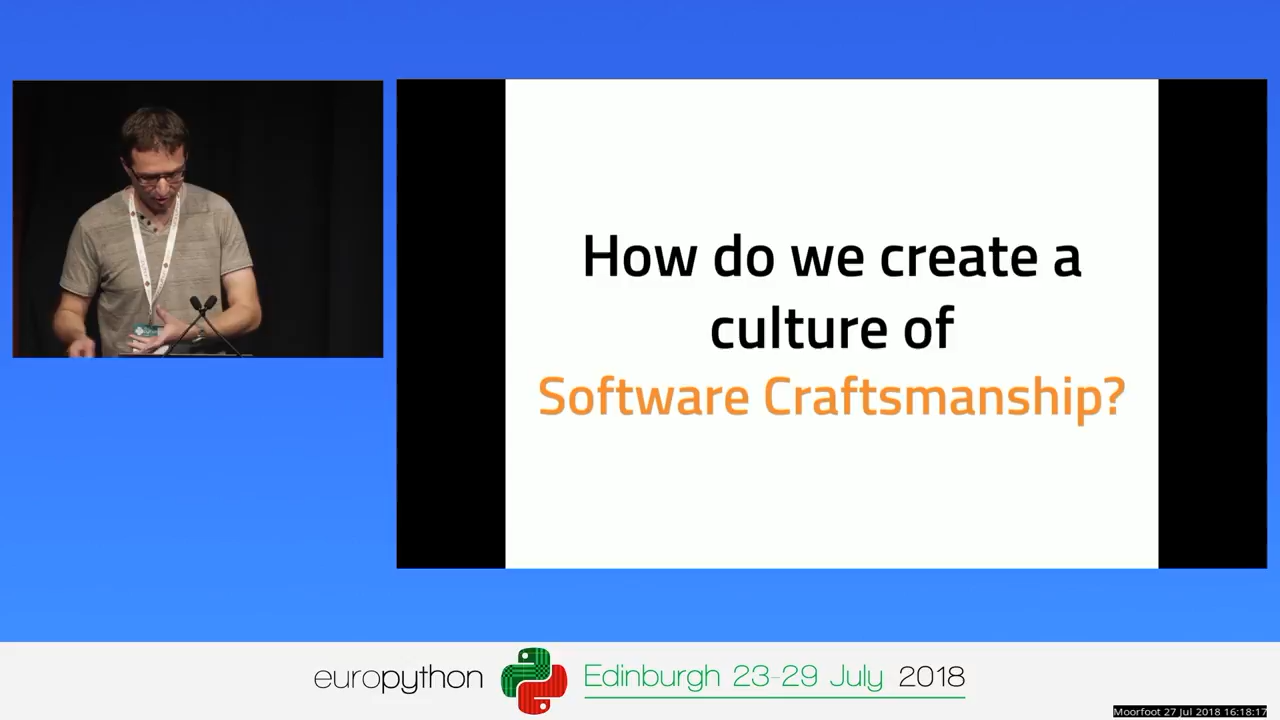 How do we create a
culture of
Software Craftsmanship?
europython Edinburgh 23-29 July 2018
Moorfoot 27 Jul 2018 16:18:17